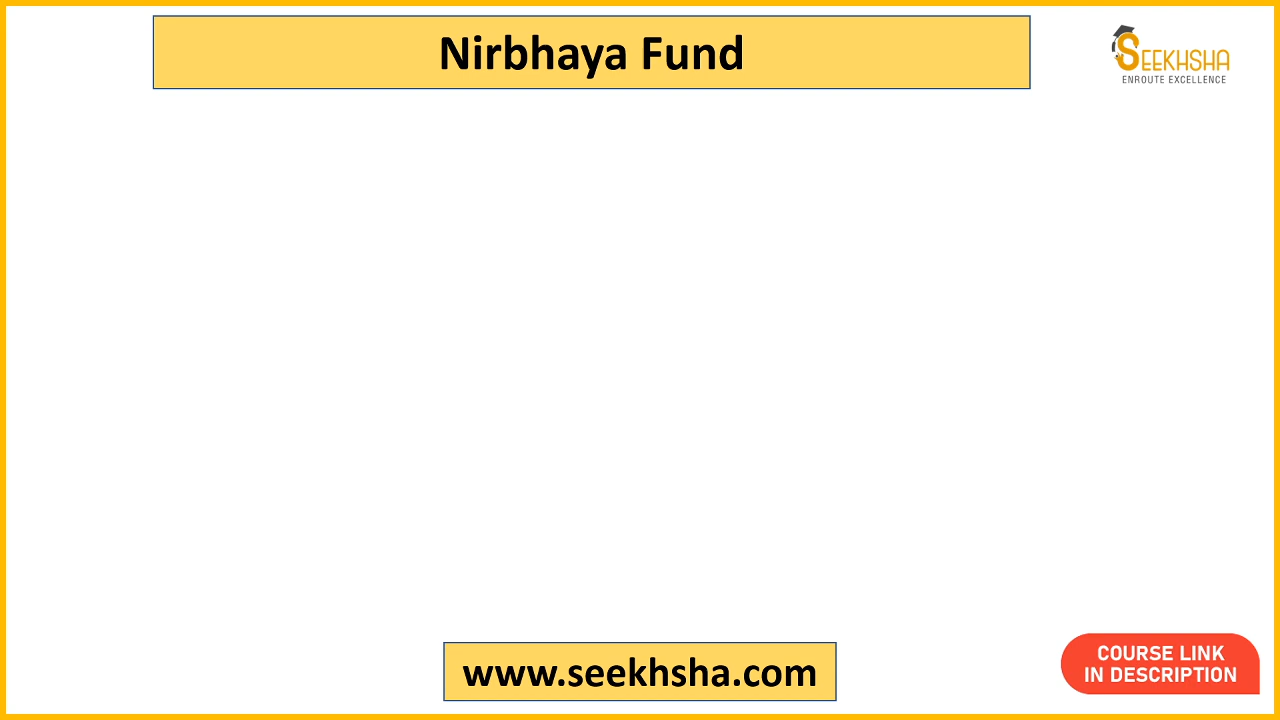 Nirbhaya Fund
SEEKHSHA
ENROUTE EXCELLENCE
www.seekhsha.com
COURSE LINK
IN DESCRIPTION